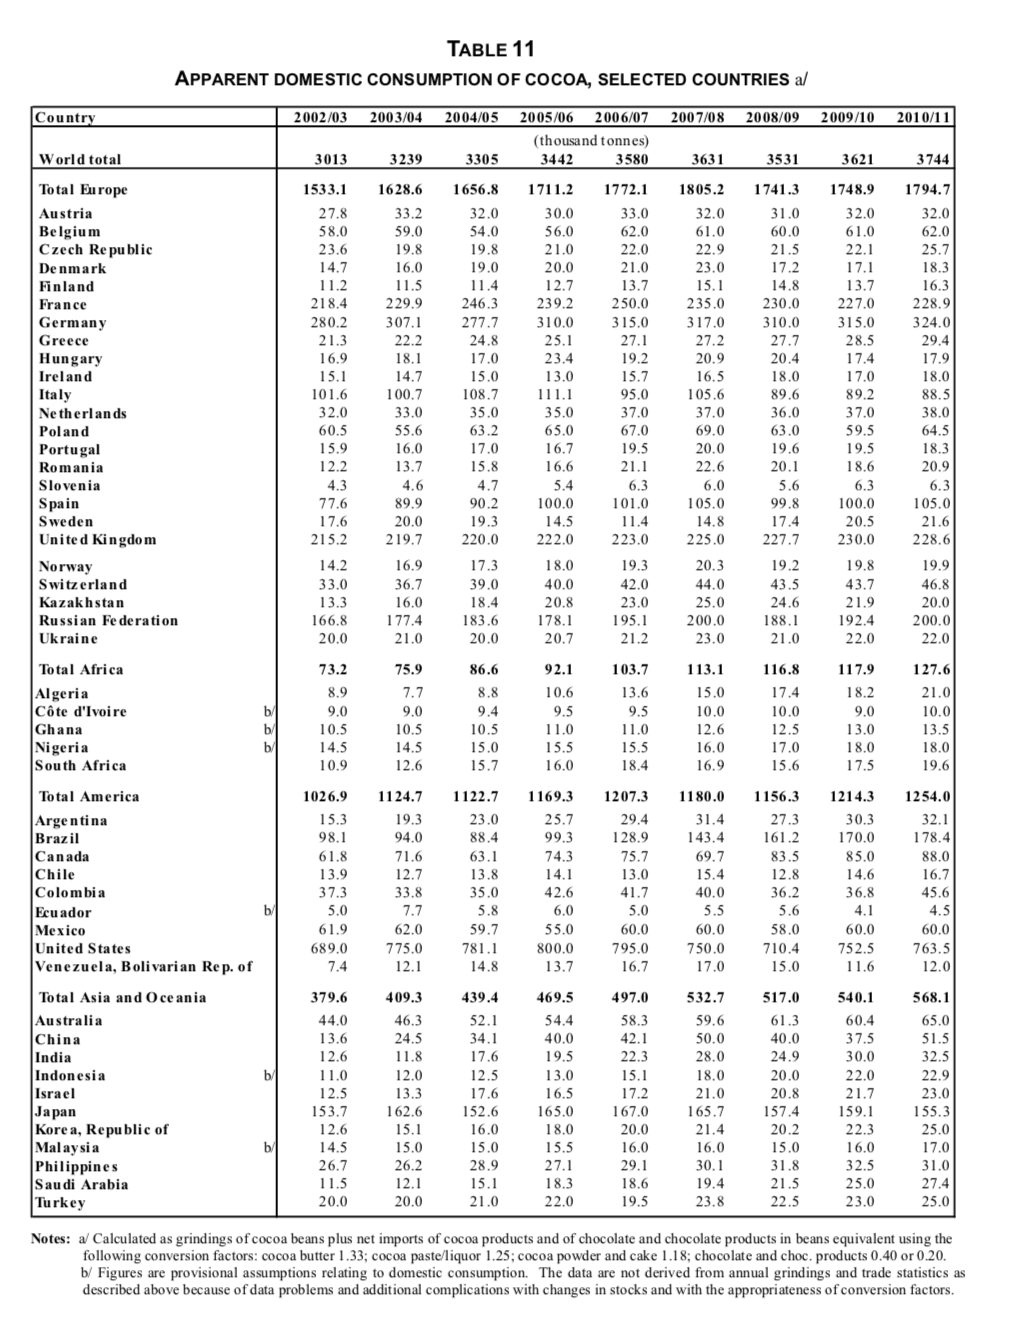 TABLE 11
APPARENT DOMESTIC CONSUMPTION OF COCOA, SELECTED COUNTRIES a/
Country 2002/03 2003/04 2004/05 2005/06 2006/07 2007/08 2008/09 2009/10 2010/11
(thousand tonnes)
World total 3013 3239 3305 3442 3580 3631 3531 3621 3744
Total Europe 1533.1 1628.6 1656.8 1711.2 1772.1 1805.2 1741.3 1748.9 1794.7
Austria 27.8 33.2 32.0 30.0 33.0 32.0 31.0 32.0 32.0
Belgium 58.0 59.0 54.0 56.0 62.0 61.0 60.0 61.0 62.0
Czech Republic 23.6 19.8 19.8 21.0 22.0 22.9 21.5 22.1 25.7
Denmark 14.7 16.0 19.0 20.0 21.0 23.0 17.2 17.1 18.3
Finland 11.2 11.5 11.4 12.7 13.7 15.1 14.8 13.7 16.3
France 218.4 229.9 246.3 239.2 250.0 235.0 230.0 227.0 228.9
Germany 280.2 307.1 277.7 310.0 315.0 317.0 310.0 315.0 324.0
Greece 21.3 22.2 24.8 25.1 27.1 27.2 27.7 28.5 29.4
Hungary 16.9 18.1 17.0 23.4 19.2 20.9 20.4 17.4 17.9
Ireland 15.1 14.7 15.0 13.0 15.7 16.5 18.0 17.0 18.0
Italy 101.6 100.7 108.7 111.1 95.0 105.6 89.6 89.2 88.5
Netherlands 32.0 33.0 35.0 35.0 37.0 37.0 36.0 37.0 38.0
Poland 60.5 55.6 63.2 65.0 67.0 69.0 63.0 59.5 64.5
Portugal 15.9 16.0 17.0 16.7 19.5 20.0 19.6 19.5 18.3
Romania 12.2 13.7 15.8 16.6 21.1 22.6 20.1 18.6 20.9
Slovenia 4.3 4.6 4.7 5.4 6.3 6.0 5.6 6.3 6.3
Spain 77.6 89.9 90.2 100.0 101.0 105.0 99.8 100.0 105.0
Sweden 17.6 20.0 19.3 14.5 11.4 14.8 17.4 20.5 21.6
United Kingdom 215.2 219.7 220.0 222.0 223.0 225.0 227.7 230.0 228.6
Norway 14.2 16.9 17.3 18.0 19.3 20.3 19.2 19.8 19.9
Switzerland 33.0 36.7 39.0 40.0 42.0 44.0 43.5 43.7 46.8
Kazakhstan 13.3 16.0 18.4 20.8 23.0 25.0 24.6 21.9 20.0
Russian Federation 166.8 177.4 183.6 178.1 195.1 200.0 188.1 192.4 200.0
Ukraine 20.0 21.0 20.0 20.7 21.2 23.0 21.0 22.0 22.0
Total Africa 73.2 75.9 86.6 92.1 103.7 113.1 116.8 117.9 127.6
Algeria 8.9 7.7 8.8 10.6 13.6 15.0 17.4 18.2 21.0
Côte d'Ivoire b/ 9.0 9.0 9.4 9.5 9.5 10.0 10.0 9.0 10.0
Ghana b/ 10.5 10.5 10.5 11.0 11.0 12.6 12.5 13.0 13.5
Nigeria b/ 14.5 14.5 15.0 15.5 15.5 16.0 17.0 18.0 18.0
South Africa 10.9 12.6 15.7 16.0 18.4 16.9 15.6 17.5 19.6
Total America 1026.9 1124.7 1122.7 1169.3 1207.3 1180.0 1156.3 1214.3 1254.0
Argentina 15.3 19.3 23.0 25.7 29.4 31.4 27.3 30.3 32.1
Brazil 98.1 94.0 88.4 99.3 128.9 143.4 161.2 170.0 178.4
Canada 61.8 71.6 63.1 74.3 75.7 69.7 83.5 85.0 88.0
Chile 13.9 12.7 13.8 14.1 13.0 15.4 12.8 14.6 16.7
Colombia 37.3 33.8 35.0 42.6 41.7 40.0 36.2 36.8 45.6
Ecuador b/ 5.0 7.7 5.8 6.0 5.0 5.5 5.6 4.1 4.5
Mexico 61.9 62.0 59.7 55.0 60.0 60.0 58.0 60.0 60.0
United States 689.0 775.0 781.1 800.0 795.0 750.0 710.4 752.5 763.5
Venezuela, Bolivarian Rep. of 7.4 12.1 14.8 13.7 16.7 17.0 15.0 11.6 12.0
Total Asia and Oceania 379.6 409.3 439.4 469.5 497.0 532.7 517.0 540.1 568.1
Australia 44.0 46.3 52.1 54.4 58.3 59.6 61.3 60.4 65.0
China 13.6 24.5 34.1 40.0 42.1 50.0 40.0 37.5 51.5
India 12.6 11.8 17.6 19.5 22.3 28.0 24.9 30.0 32.5
Indonesia b/ 11.0 12.0 12.5 13.0 15.1 18.0 20.0 22.0 22.9
Israel 12.5 13.3 17.6 16.5 17.2 21.0 20.8 21.7 23.0
Japan 153.7 162.6 152.6 165.0 167.0 165.7 157.4 159.1 155.3
Korea, Republic of 12.6 15.1 16.0 18.0 20.0 21.4 20.2 22.3 25.0
Malaysia b/ 14.5 15.0 15.0 15.5 16.0 16.0 15.0 16.0 17.0
Philippines 26.7 26.2 28.9 27.1 29.1 30.1 31.8 32.5 31.0
Saudi Arabia 11.5 12.1 15.1 18.3 18.6 19.4 21.5 25.0 27.4
Turkey 20.0 20.0 21.0 22.0 19.5 23.8 22.5 23.0 25.0
Notes: a/ Calculated as grindings of cocoa beans plus net imports of cocoa products and of chocolate and chocolate products in beans equivalent using the
following conversion factors: cocoa butter 1.33; cocoa paste/liquor 1.25; cocoa powder and cake 1.18; chocolate and choc. products 0.40 or 0.20.
b/ Figures are provisional assumptions relating to domestic consumption. The data are not derived from annual grindings and trade statistics as
described above because of data problems and additional complications with changes in stocks and with the appropriateness of conversion factors.